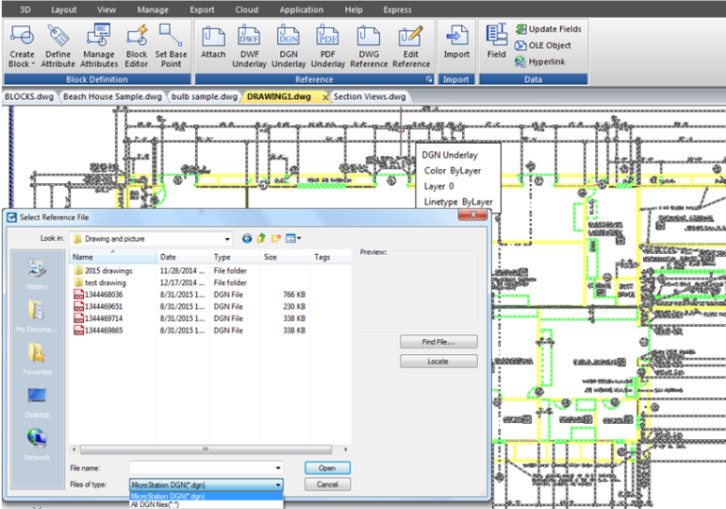 3D Layout View Manage Export Cloud Application Help Express
Create Block Define Attribute Manage Attributes Block Editor Set Base Point
Attach DWF Underlay DGN Underlay PDF Underlay DWG Reference Edit Reference
Import
Field
Update Fields
OLE Object
Hyperlink
Block Definition Reference Import Data
BLOCKS.dwg Beach House Sample.dwg bulb sample.dwg DRAWING1.dwg Section Views.dwg
DGN Underlay
Color ByLayer
Layer 0
Linetype ByLayer
Select Reference File
Look in: Drawing and picture
Preview:
Name Date Type Size Tags
2015 drawings 11/28/2014 ... File folder
test drawing 12/17/2014 ... File folder
1344468036 8/31/2015 1... DGN File 766 KB
1344469651 8/31/2015 1... DGN File 230 KB
1344469714 8/31/2015 1... DGN File 338 KB
1344469865 8/31/2015 1... DGN File 338 KB
History
My Docume...
Favorites
Desktop
Network
Find File...
Locate
File name: Open
Files of type: MicroStation DGN(*.dgn) Cancel
MicroStation DGN(*.dgn)
All DGN files(*.*)